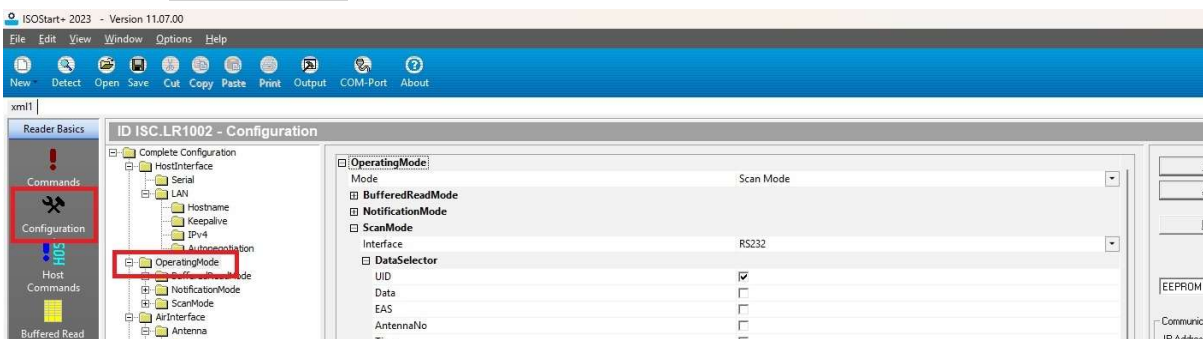 ISOStart+ 2023 - Version 11.07.00
File Edit View Window Options Help
New Detect Open Save Cut Copy Paste Print Output COM-Port About
xml1
Reader Basics
Commands
Configuration
Host
Commands
Buffered Read
ID ISC.LR1002 - Configuration
Complete Configuration
HostInterface
Serial
LAN
Hostname
Keepalive
IPv4
Autonegotiation
OperatingMode
BufferedReadMode
NotificationMode
ScanMode
AirInterface
Antenna
OperatingMode
Mode Scan Mode
BufferedReadMode
NotificationMode
ScanMode
Interface RS232
DataSelector
UID
Data
EAS
AntennaNo
EEPROM